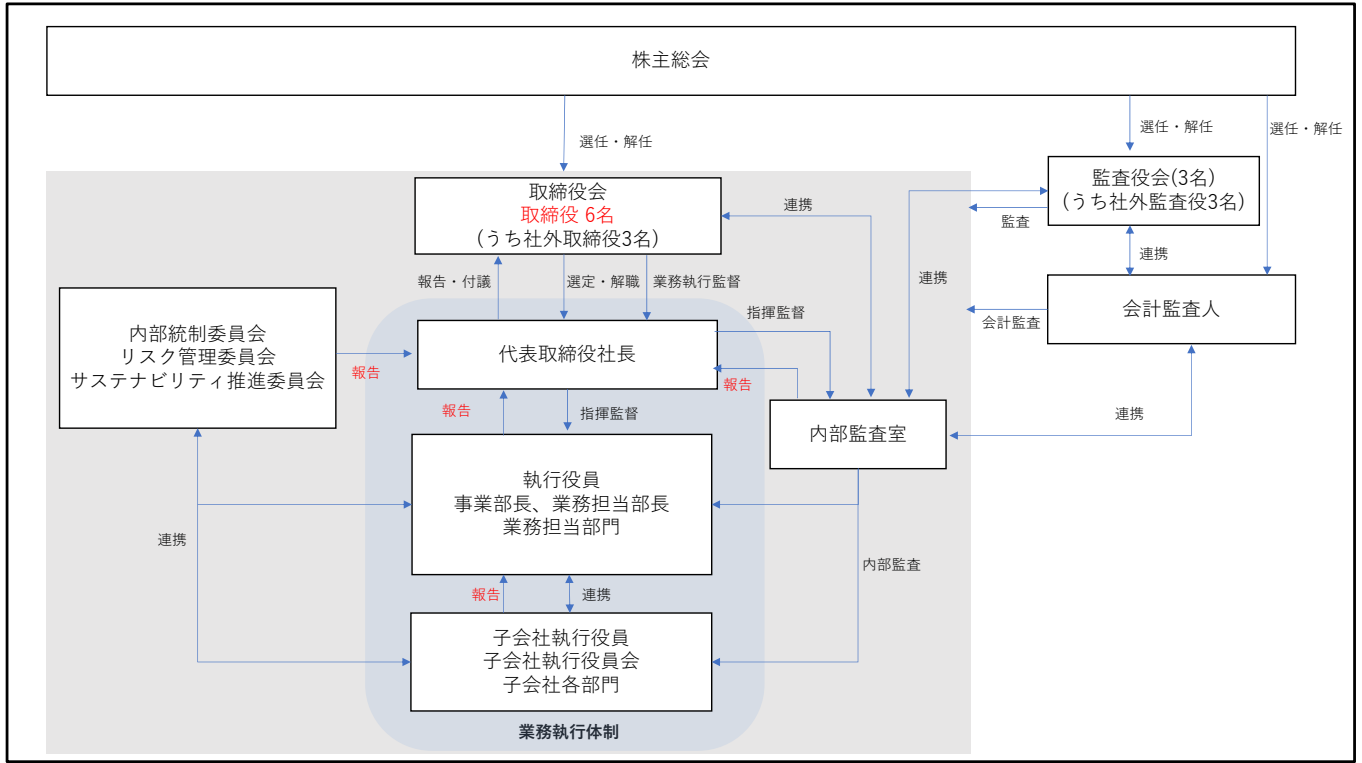 株主総会
選任・解任
選任・解任
選任・解任
取締役会
取締役 6名
(うち社外取締役3名)
監査役会(3名)
(うち社外監査役3名)
連携
監査
連携
連携
報告・付議
選定・解職
業務執行監督
指揮監督
会計監査
会計監査人
内部統制委員会
リスク管理委員会
サステナビリティ推進委員会
報告
代表取締役社長
報告
報告
指揮監督
内部監査室
連携
執行役員
事業部長、業務担当部長
業務担当部門
連携
内部監査
報告
連携
子会社執行役員
子会社執行役員会
子会社各部門
業務執行体制